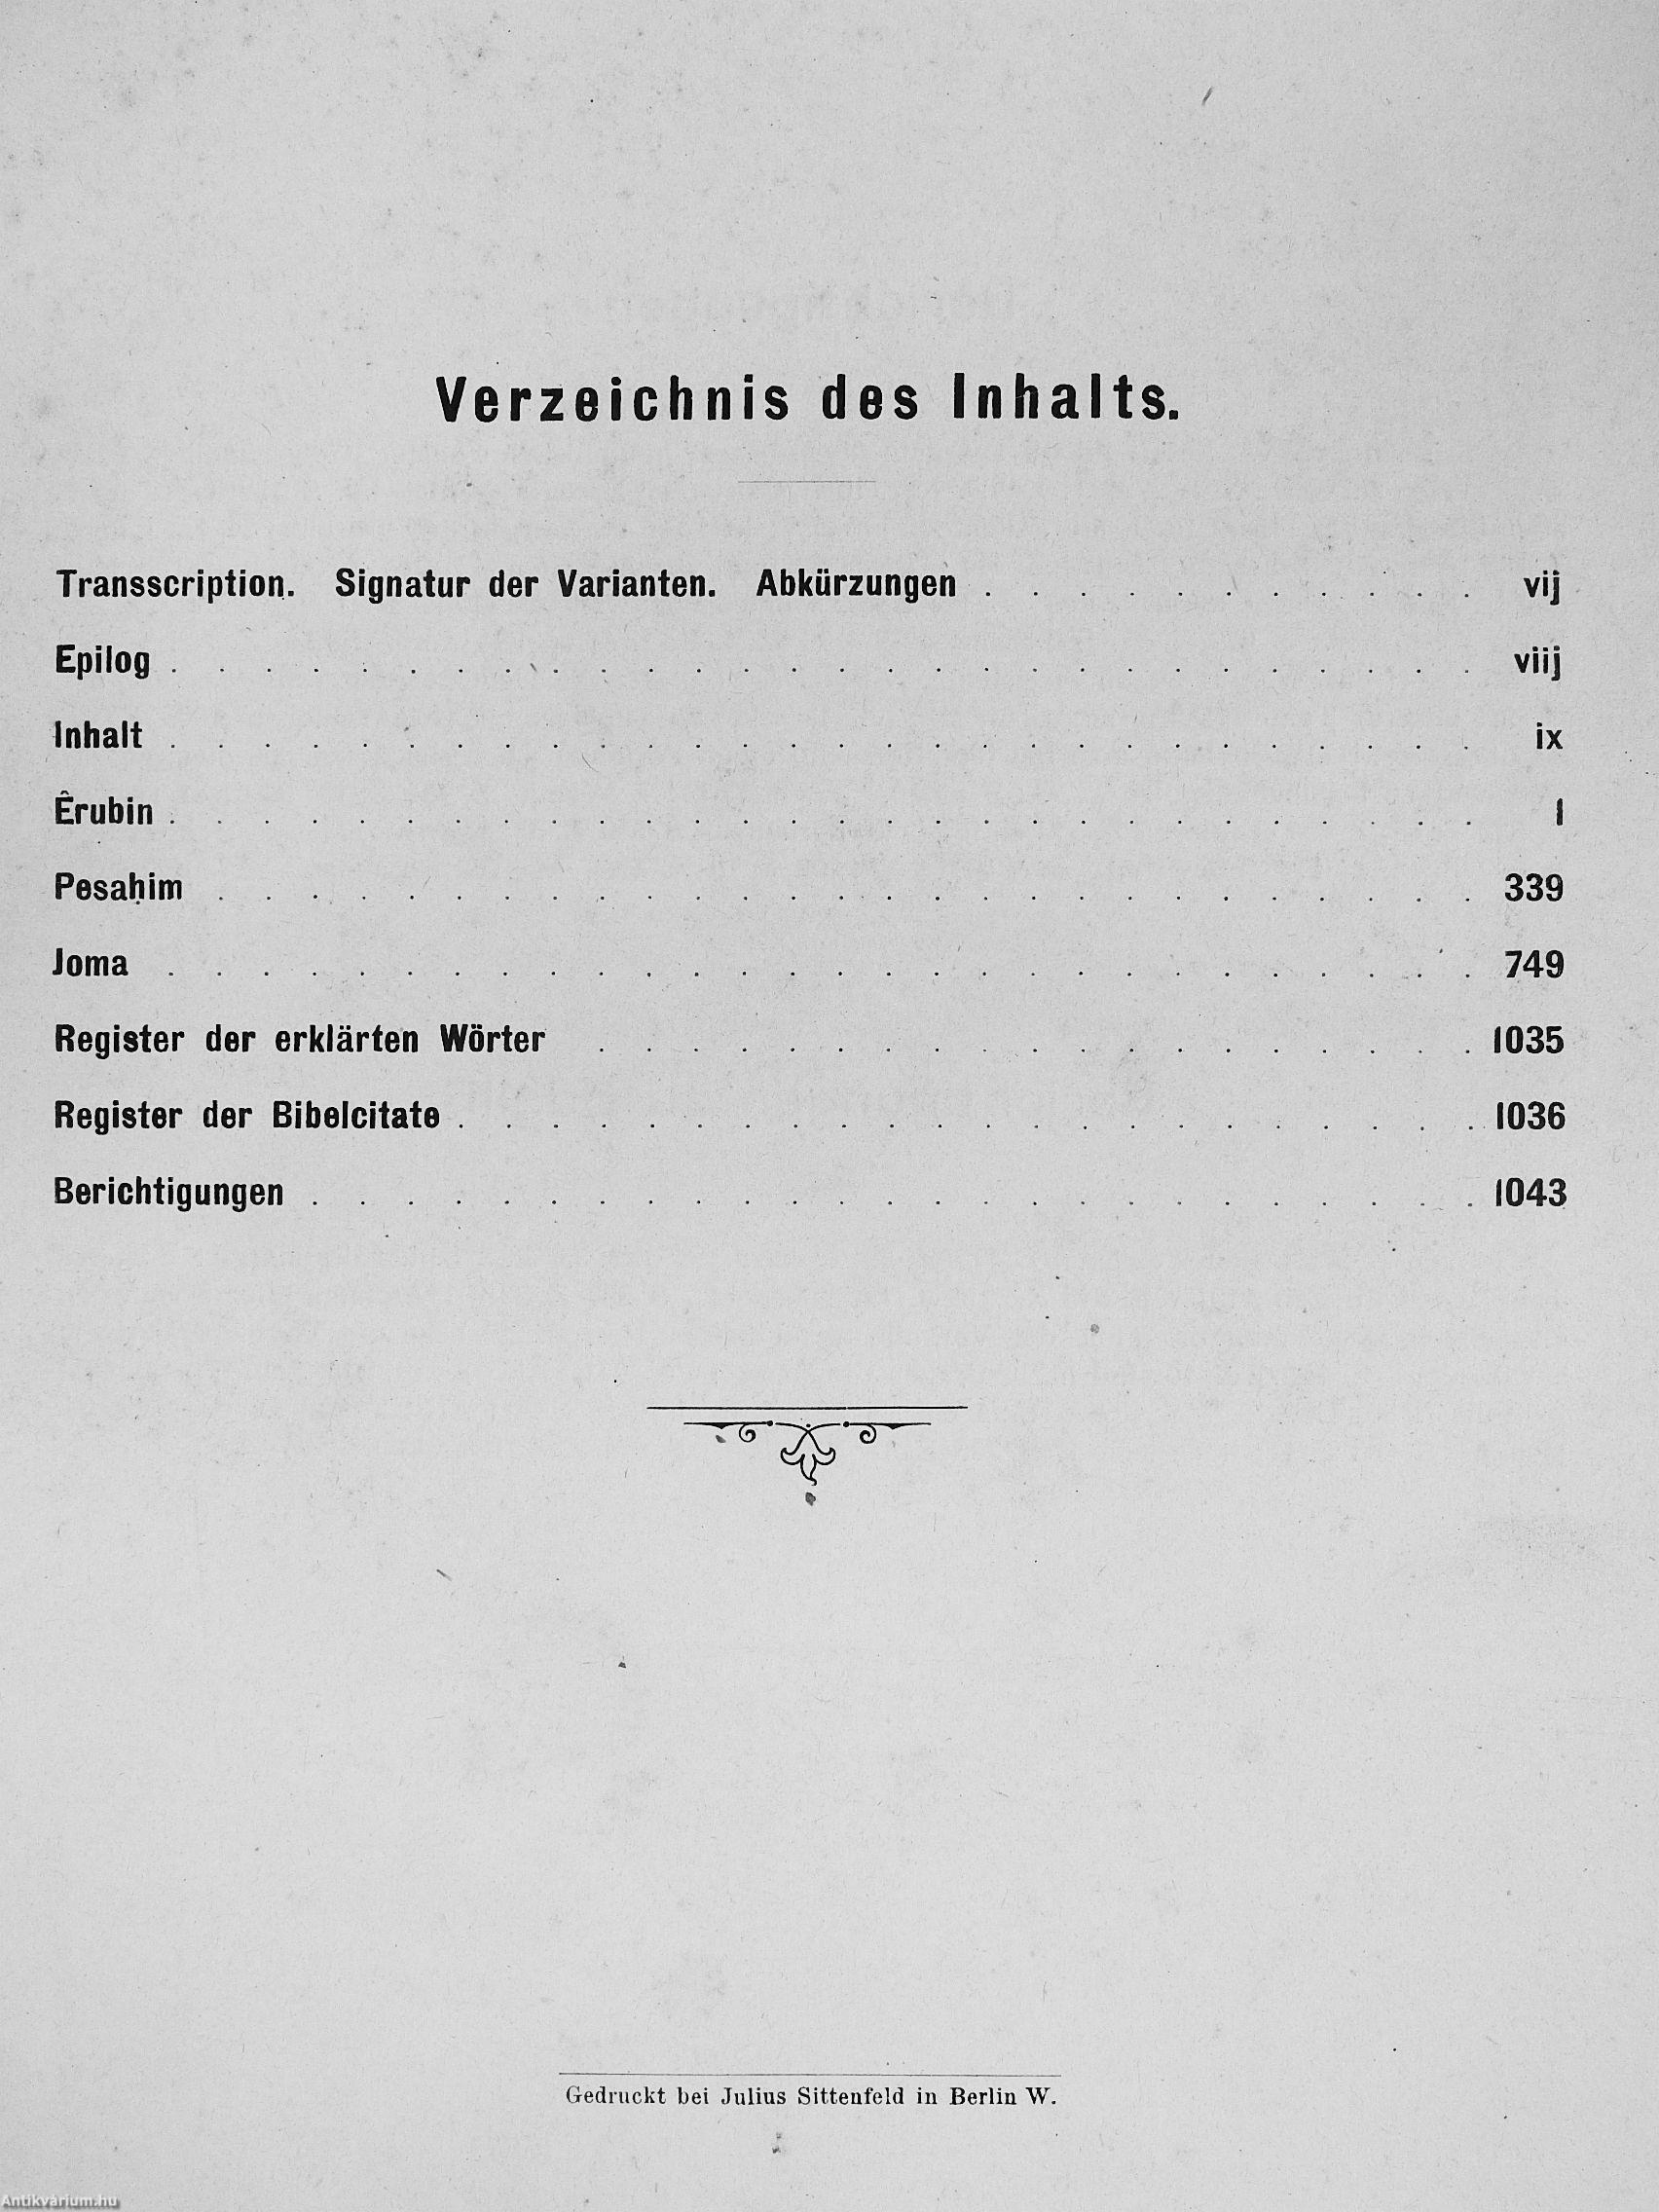 Verzeichnis des Inhalts.
Transscription. Signatur der Varianten. Abkürzungen . . . . . . . . . . . vij
Epilog . . . . . . . . . . . . . . . . . . . . . . . . . . . . viij
Inhalt . . . . . . . . . . . . . . . . . . . . . . . . . . . . ix
Êrubin . . . . . . . . . . . . . . . . . . . . . . . . . . . . 1
Pesaḥim . . . . . . . . . . . . . . . . . . . . . . . . . . . 339
Joma . . . . . . . . . . . . . . . . . . . . . . . . . . . . 749
Register der erklärten Wörter . . . . . . . . . . . . . . . . . . . 1035
Register der Bibelcitate . . . . . . . . . . . . . . . . . . . . . . 1036
Berichtigungen . . . . . . . . . . . . . . . . . . . . . . . . . 1043
Gedruckt bei Julius Sittenfeld in Berlin W.
Antikvárium.hu